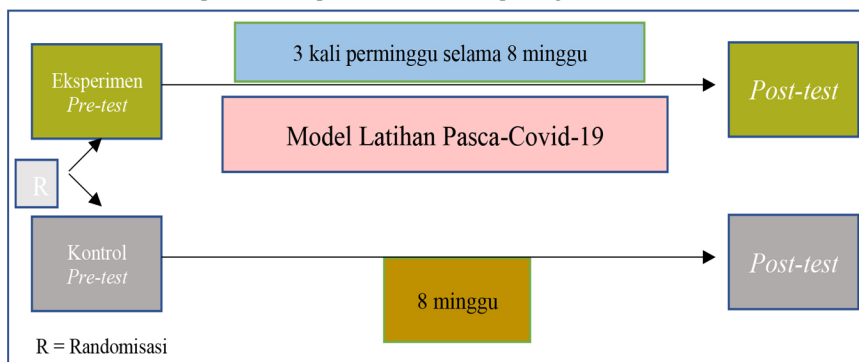 3 kali perminggu selama 8 minggu
Eksperimen
Pre-test
Post-test
Model Latihan Pasca-Covid-19
R
Kontrol
Pre-test
Post-test
8 minggu
R = Randomisasi